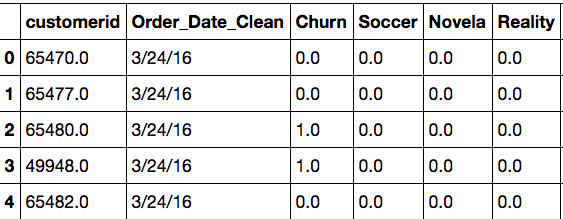 customerid Order_Date_Clean Churn Soccer Novela Reality
0 65470.0 3/24/16 0.0 0.0 0.0 0.0
1 65477.0 3/24/16 0.0 0.0 0.0 0.0
2 65480.0 3/24/16 1.0 0.0 0.0 0.0
3 49948.0 3/24/16 1.0 0.0 0.0 0.0
4 65482.0 3/24/16 0.0 0.0 0.0 0.0